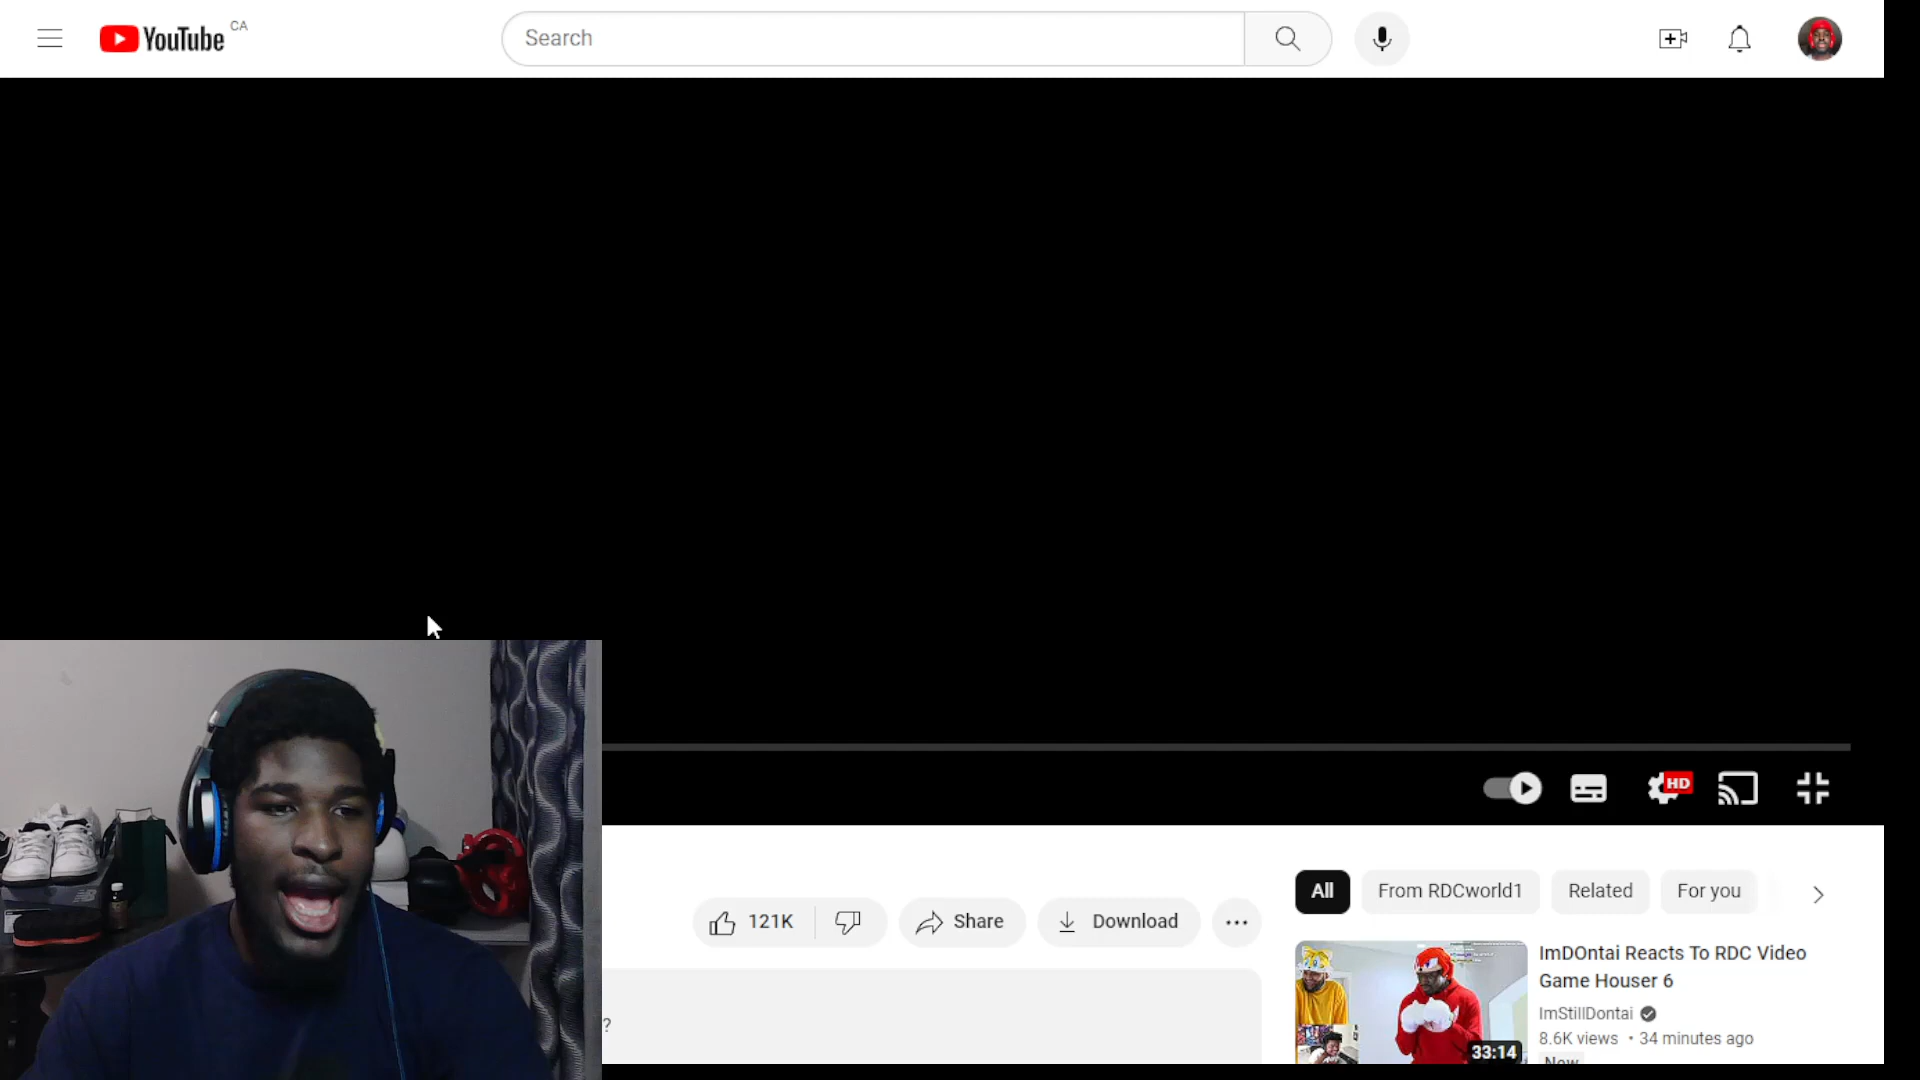 YouTube CA
Search
HD
121K
Share
Download
?
All
From RDCworld1
Related
For you
ImDOntai Reacts To RDC Video
Game Houser 6
ImStillDontai
8.6K views • 34 minutes ago
New
33:14